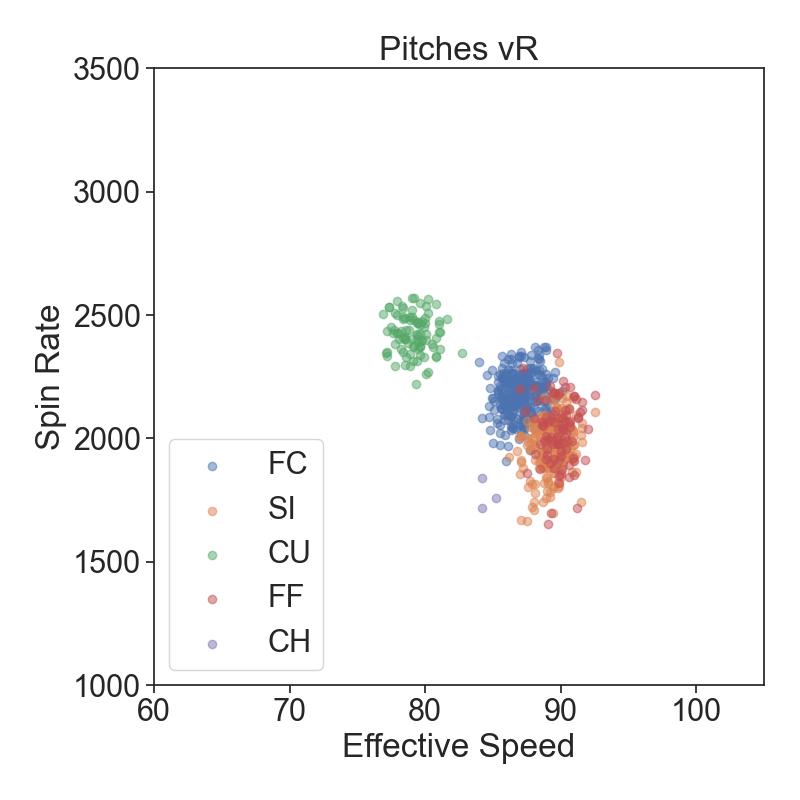 Pitches vR
3500
3000
2500
2000
1500
1000
Spin Rate
FC
SI
CU
FF
CH
60 70 80 90 100
Effective Speed